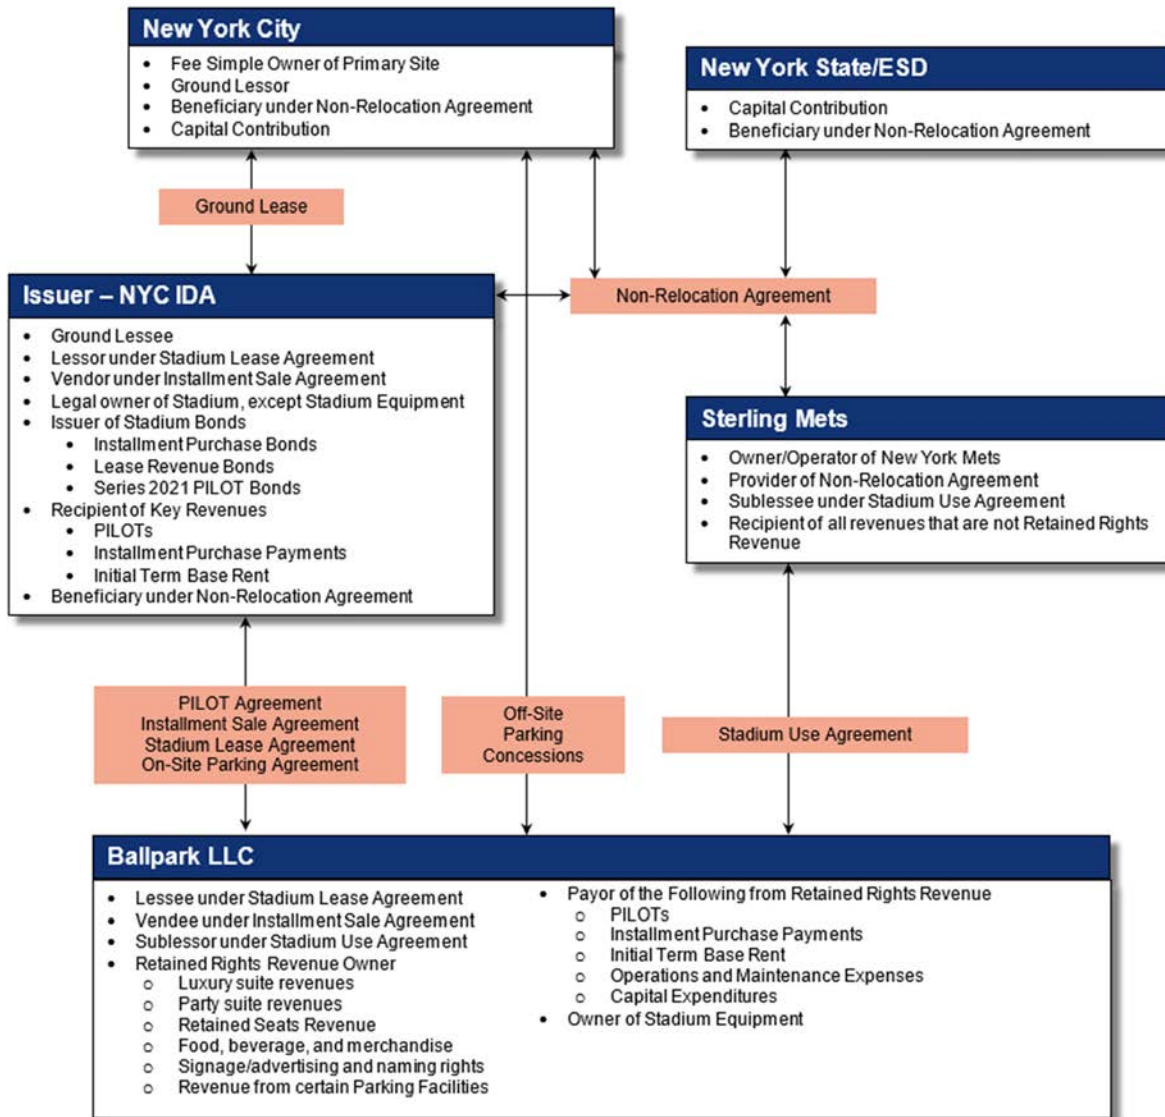 New York City
• Fee Simple Owner of Primary Site
• Ground Lessor
• Beneficiary under Non-Relocation Agreement
• Capital Contribution
New York State/ESD
• Capital Contribution
• Beneficiary under Non-Relocation Agreement
Ground Lease
Issuer – NYC IDA
• Ground Lessee
• Lessor under Stadium Lease Agreement
• Vendor under Installment Sale Agreement
• Legal owner of Stadium, except Stadium Equipment
• Issuer of Stadium Bonds
• Installment Purchase Bonds
• Lease Revenue Bonds
• Series 2021 PILOT Bonds
• Recipient of Key Revenues
• PILOTs
• Installment Purchase Payments
• Initial Term Base Rent
• Beneficiary under Non-Relocation Agreement
Non-Relocation Agreement
Sterling Mets
• Owner/Operator of New York Mets
• Provider of Non-Relocation Agreement
• Sublessee under Stadium Use Agreement
• Recipient of all revenues that are not Retained Rights
Revenue
PILOT Agreement
Installment Sale Agreement
Stadium Lease Agreement
On-Site Parking Agreement
Off-Site
Parking
Concessions
Stadium Use Agreement
Ballpark LLC
• Lessee under Stadium Lease Agreement
• Vendee under Installment Sale Agreement
• Sublessor under Stadium Use Agreement
• Retained Rights Revenue Owner
o Luxury suite revenues
o Party suite revenues
o Retained Seats Revenue
o Food, beverage, and merchandise
o Signage/advertising and naming rights
o Revenue from certain Parking Facilities
• Payor of the Following from Retained Rights Revenue
o PILOTs
o Installment Purchase Payments
o Initial Term Base Rent
o Operations and Maintenance Expenses
o Capital Expenditures
• Owner of Stadium Equipment